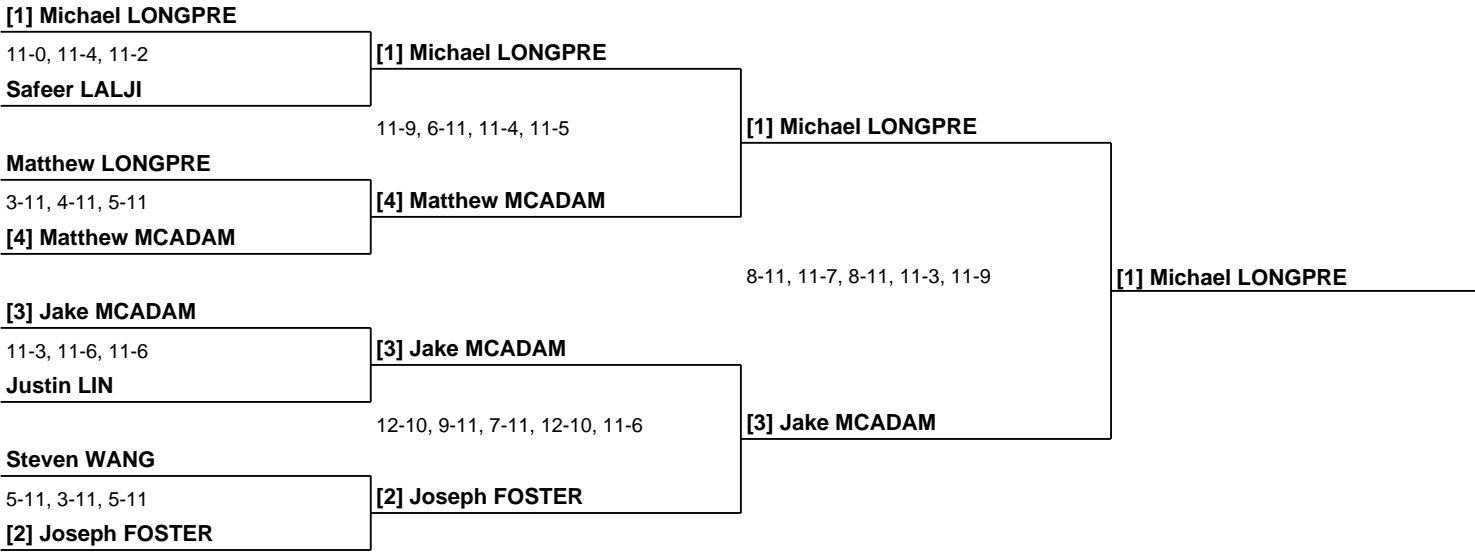 [1] Michael LONGPRE
11-0, 11-4, 11-2
Safeer LALJI
Matthew LONGPRE
3-11, 4-11, 5-11
[4] Matthew MCADAM
[3] Jake MCADAM
11-3, 11-6, 11-6
Justin LIN
Steven WANG
5-11, 3-11, 5-11
[2] Joseph FOSTER
[1] Michael LONGPRE
11-9, 6-11, 11-4, 11-5
[4] Matthew MCADAM
[3] Jake MCADAM
12-10, 9-11, 7-11, 12-10, 11-6
[2] Joseph FOSTER
[1] Michael LONGPRE
8-11, 11-7, 8-11, 11-3, 11-9
[3] Jake MCADAM
[1] Michael LONGPRE